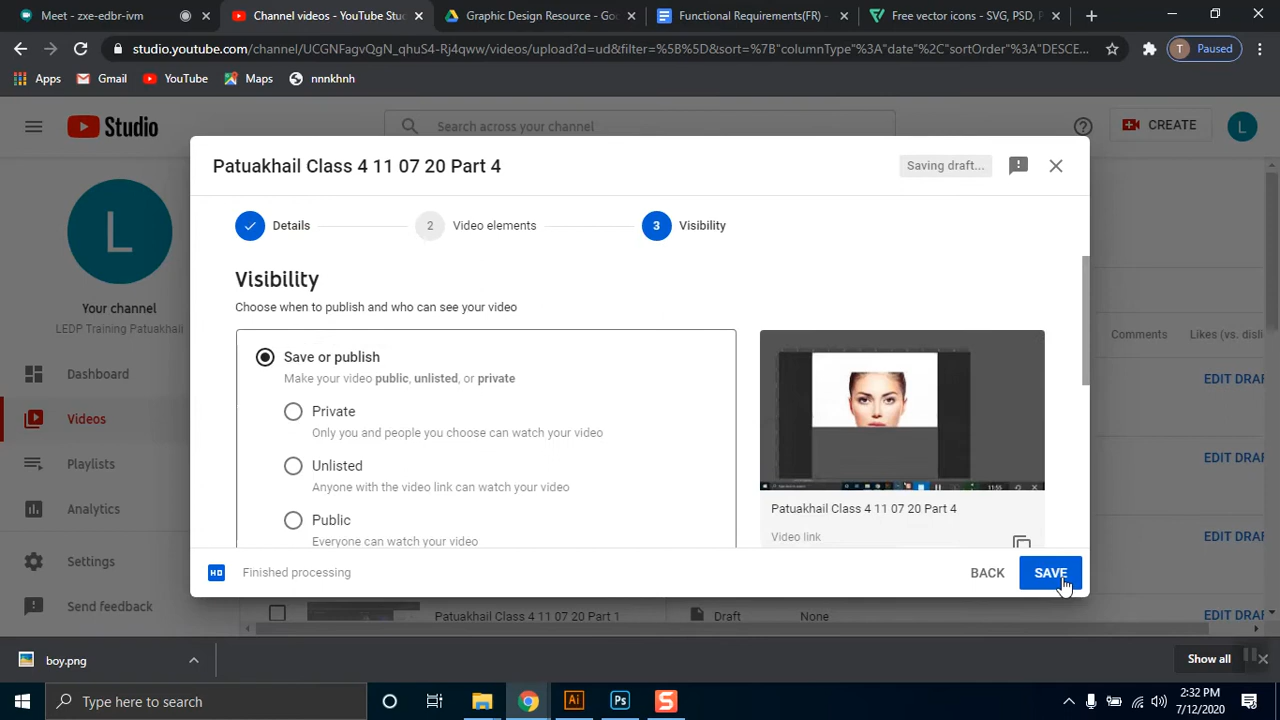 Meet - zxe-edbr-ivm
Channel videos - YouTube Stu
Graphic Design Resource - Goo
Functional Requirements(FR) -
Free vector icons - SVG, PSD, P
studio.youtube.com/channel/UCGNFagvQgN_qhuS4-Rj4qww/videos/upload?d=ud&filter=%5B%5D&sort=%7B"columnType"%3A"date"%2C"sortOrder"%3A"DESCE...
T Paused
Apps Gmail YouTube Maps nnnkhnh
Studio
Search across your channel
CREATE
L
Patuakhail Class 4 11 07 20 Part 4
Saving draft...
Details
2 Video elements
3 Visibility
L
Your channel
LEDP Training Patuakhali
Dashboard
Videos
Playlists
Analytics
Settings
Send feedback
Visibility
Choose when to publish and who can see your video
Save or publish
Make your video public, unlisted, or private
Private
Only you and people you choose can watch your video
Unlisted
Anyone with the video link can watch your video
Public
Everyone can watch your video
11:55
Patuakhail Class 4 11 07 20 Part 4
Video link
Comments Likes (vs. disli
EDIT DRAF
EDIT DRAF
EDIT DRAF
EDIT DRAF
HD Finished processing
BACK
SAVE
Patuakhail Class 4 11 07 20 Part 1
Draft
None
boy.png
Show all
Type here to search
Ai
Ps
S
2:32 PM
7/12/2020